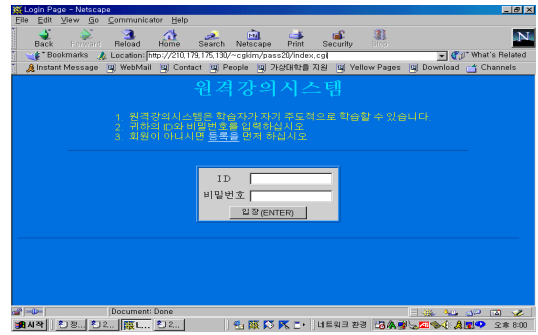 Login Page - Netscape
File Edit View Go Communicator Help
Back Forward Reload Home Search Netscape Print Security Stop
Bookmarks Location: http://210,179,175,130/~cgkim/pass20/index,cgi What's Related
Instant Message WebMail Contact People 가상대학를 지원 Yellow Pages Download Channels
원격강의시스템
1. 원격강의시스템은 학습자가 자기 주도적으로 학습할 수 있습니다.
2. 귀하의 ID와 비밀번호를 입력하십시오
3. 회원이 아니시면 등록을 먼저 하십시오
ID
비밀번호
입장(ENTER)
Document: Done
시작 정... 2... L... 2... 네트워크 환경 오후 8:00